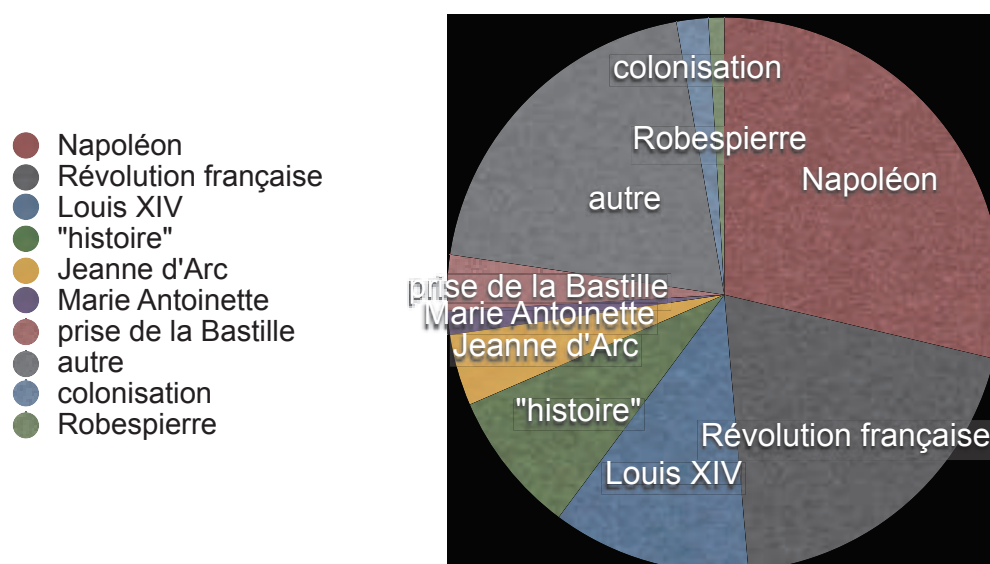 Napoléon
Révolution française
Louis XIV
"histoire"
Jeanne d'Arc
Marie Antoinette
prise de la Bastille
autre
colonisation
Robespierre
colonisation
Robespierre
Napoléon
autre
prise de la Bastille
Marie Antoinette
Jeanne d'Arc
"histoire"
Révolution française
Louis XIV